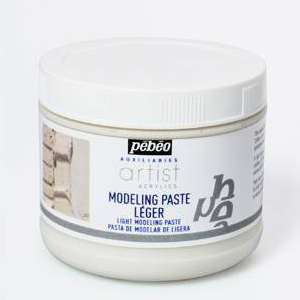 pébéo
AUXILIARIES
artist
ACRYLICS
MODELING PASTE
LÉGER
LIGHT MODELING PASTE
PASTA DE MODELAR DE LIGERA